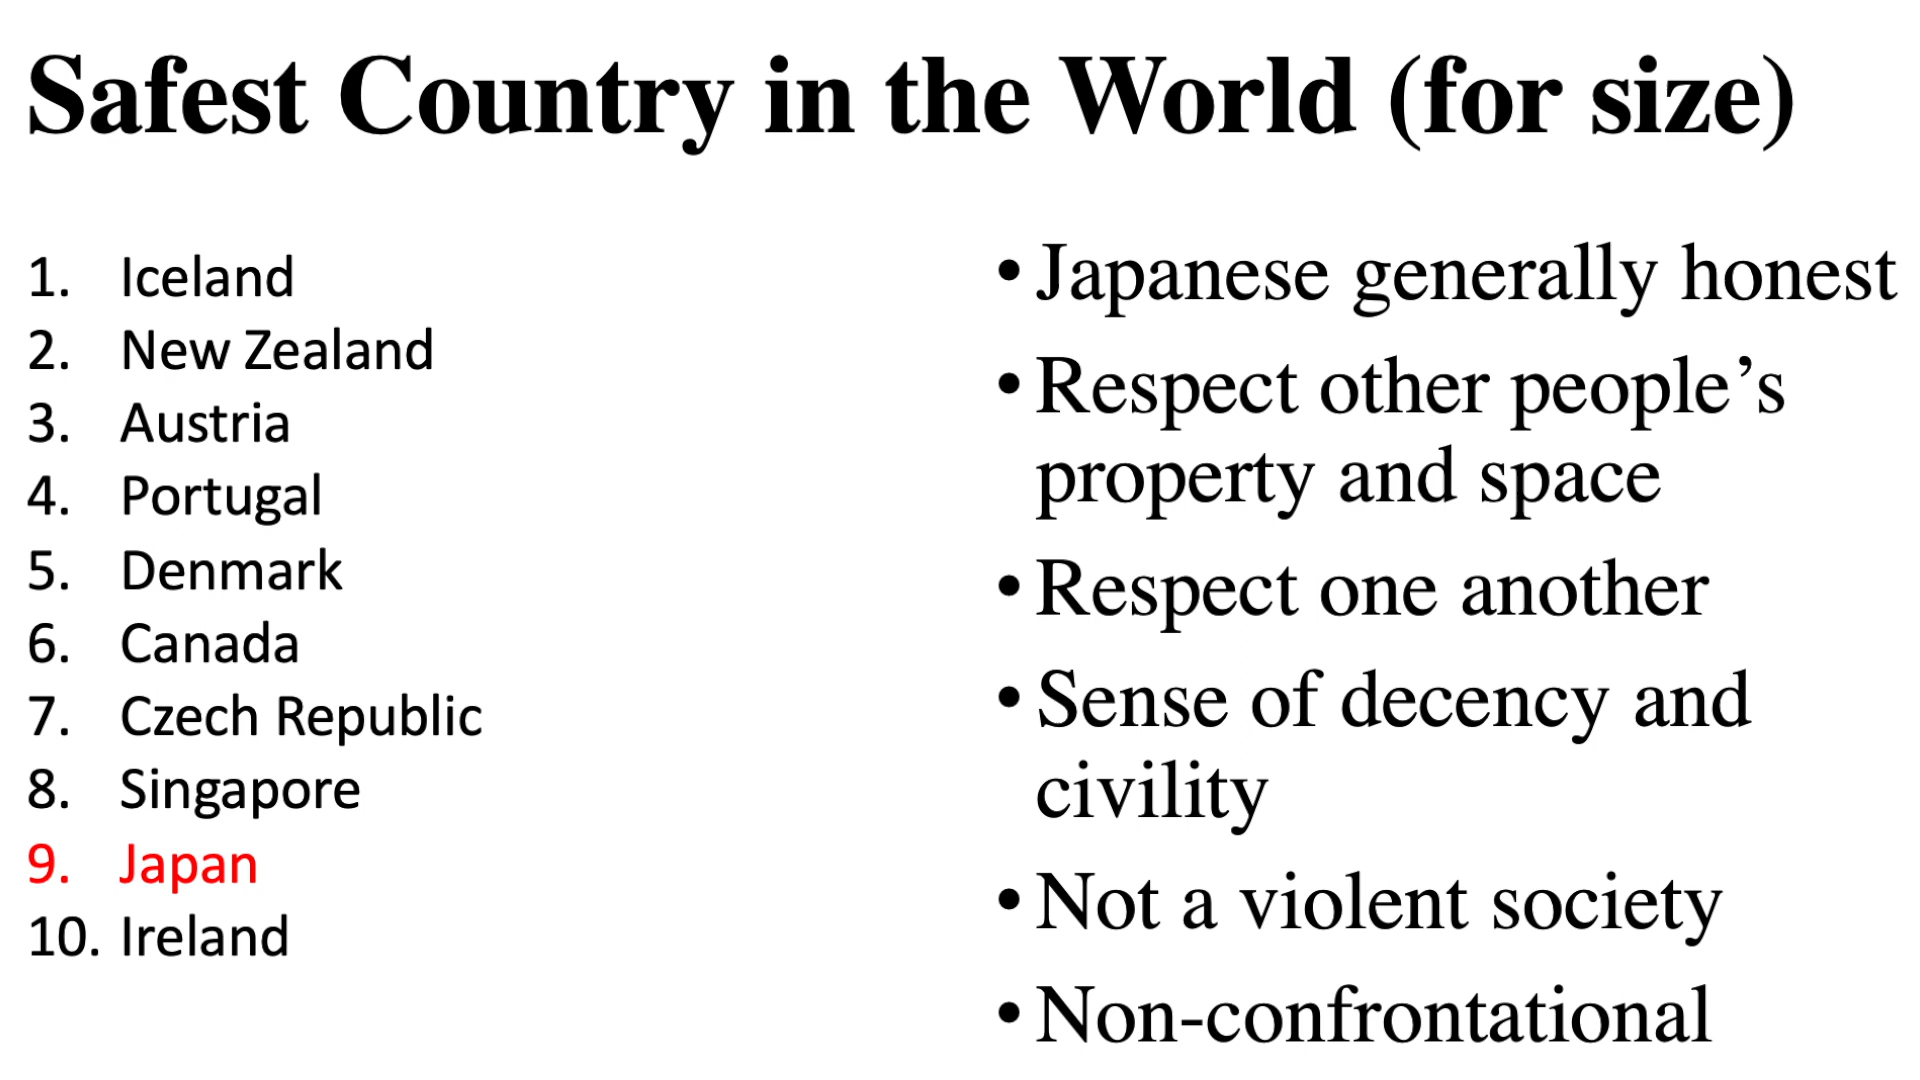 Safest Country in the World (for size)
1. Iceland
2. New Zealand
3. Austria
4. Portugal
5. Denmark
6. Canada
7. Czech Republic
8. Singapore
9. Japan
10. Ireland
• Japanese generally honest
• Respect other people’s
property and space
• Respect one another
• Sense of decency and
civility
• Not a violent society
• Non-confrontational